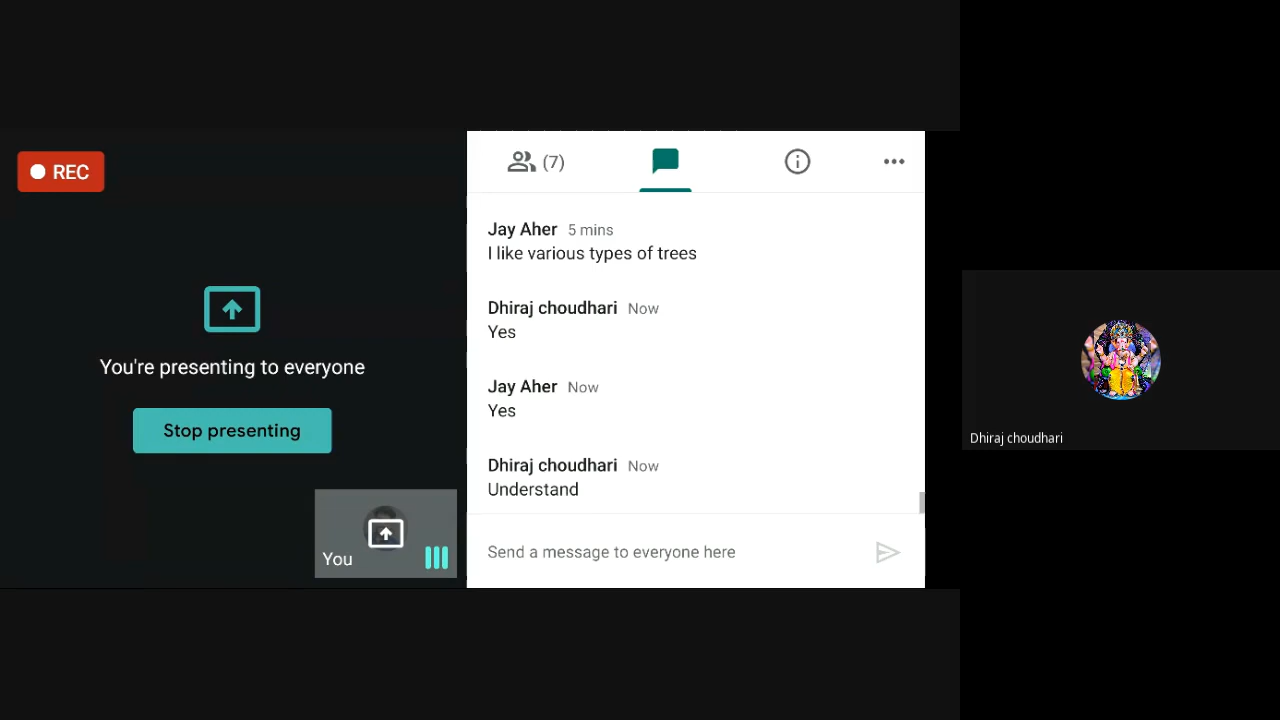 REC
You're presenting to everyone
Stop presenting
You
(7)
Jay Aher 5 mins
I like various types of trees
Dhiraj choudhari Now
Yes
Jay Aher Now
Yes
Dhiraj choudhari Now
Understand
Send a message to everyone here
Dhiraj choudhari